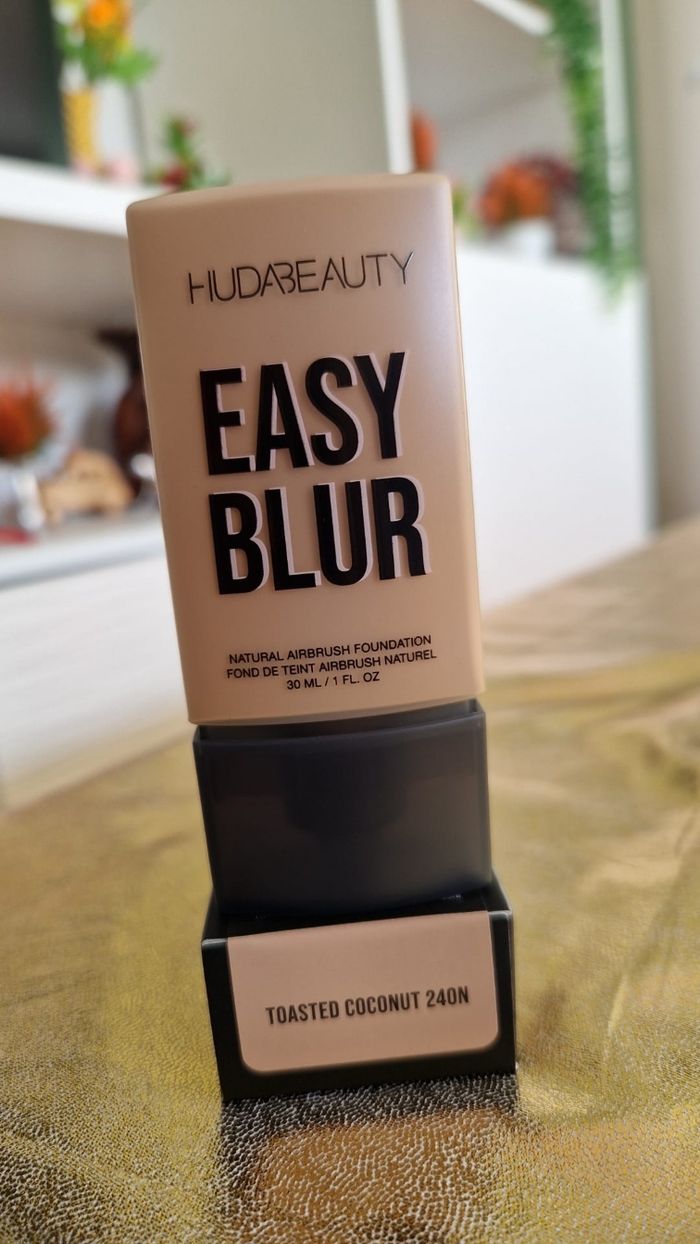 HUDABEAUTY
EASY
BLUR
NATURAL AIRBRUSH FOUNDATION
FOND DE TEINT AIRBRUSH NATUREL
30 ML / 1 FL. OZ
TOASTED COCONUT 240N